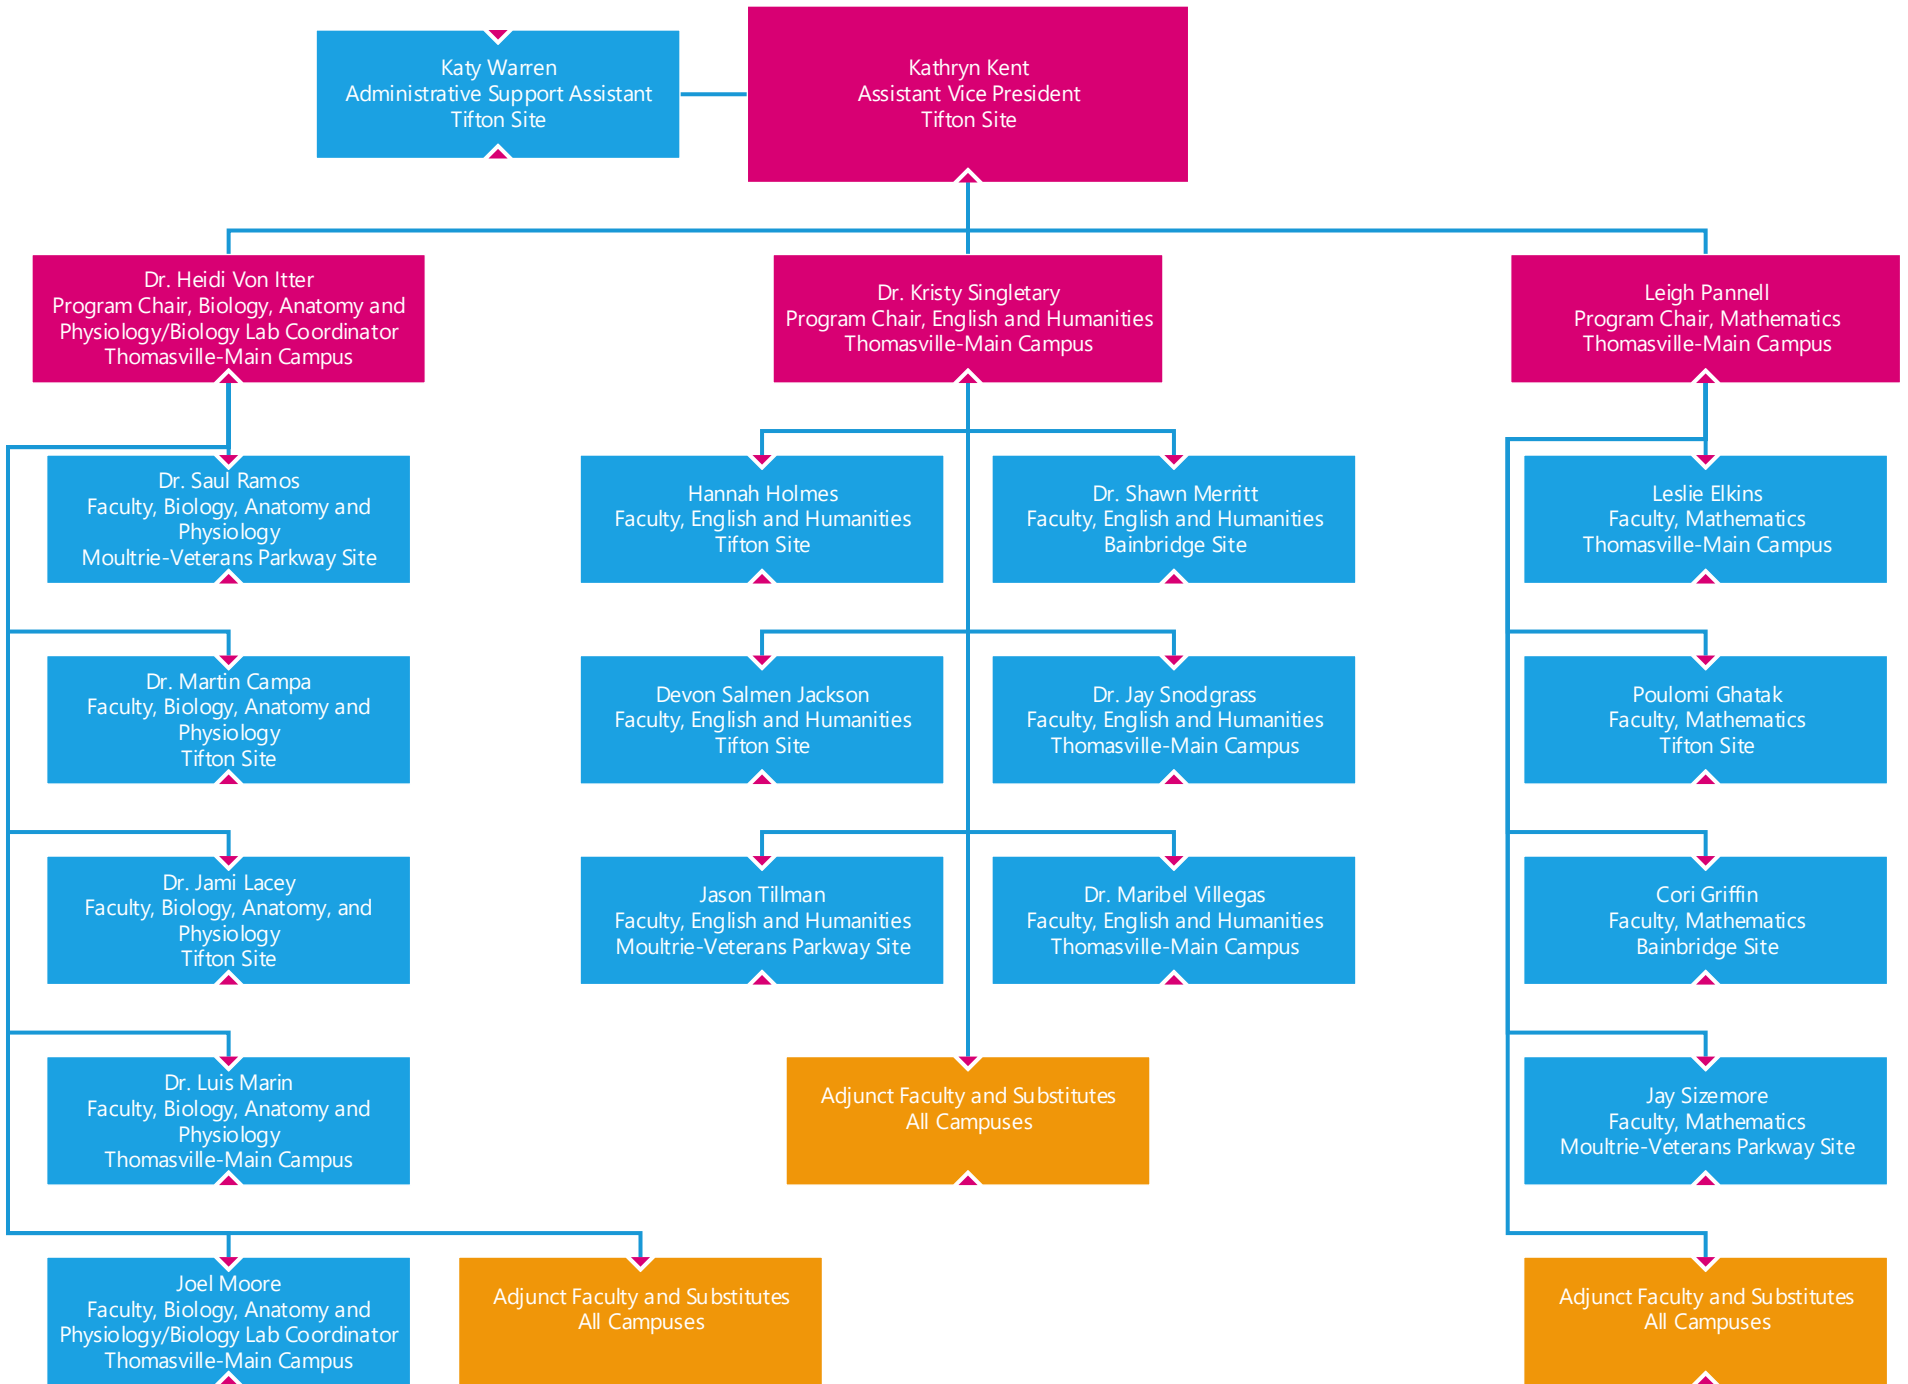 Katy Warren
Administrative Support Assistant
Tifton Site
Kathryn Kent
Assistant Vice President
Tifton Site
Dr. Heidi Von Itter
Program Chair, Biology, Anatomy and
Physiology/Biology Lab Coordinator
Thomasville-Main Campus
Dr. Kristy Singletary
Program Chair, English and Humanities
Thomasville-Main Campus
Leigh Pannell
Program Chair, Mathematics
Thomasville-Main Campus
Dr. Saul Ramos
Faculty, Biology, Anatomy and
Physiology
Moultrie-Veterans Parkway Site
Hannah Holmes
Faculty, English and Humanities
Tifton Site
Dr. Shawn Merritt
Faculty, English and Humanities
Bainbridge Site
Leslie Elkins
Faculty, Mathematics
Thomasville-Main Campus
Dr. Martin Campa
Faculty, Biology, Anatomy and
Physiology
Tifton Site
Devon Salmen Jackson
Faculty, English and Humanities
Tifton Site
Dr. Jay Snodgrass
Faculty, English and Humanities
Thomasville-Main Campus
Poulomi Ghatak
Faculty, Mathematics
Tifton Site
Dr. Jami Lacey
Faculty, Biology, Anatomy, and
Physiology
Tifton Site
Jason Tillman
Faculty, English and Humanities
Moultrie-Veterans Parkway Site
Dr. Maribel Villegas
Faculty, English and Humanities
Thomasville-Main Campus
Cori Griffin
Faculty, Mathematics
Bainbridge Site
Dr. Luis Marin
Faculty, Biology, Anatomy and
Physiology
Thomasville-Main Campus
Adjunct Faculty and Substitutes
All Campuses
Jay Sizemore
Faculty, Mathematics
Moultrie-Veterans Parkway Site
Joel Moore
Faculty, Biology, Anatomy and
Physiology/Biology Lab Coordinator
Thomasville-Main Campus
Adjunct Faculty and Substitutes
All Campuses
Adjunct Faculty and Substitutes
All Campuses